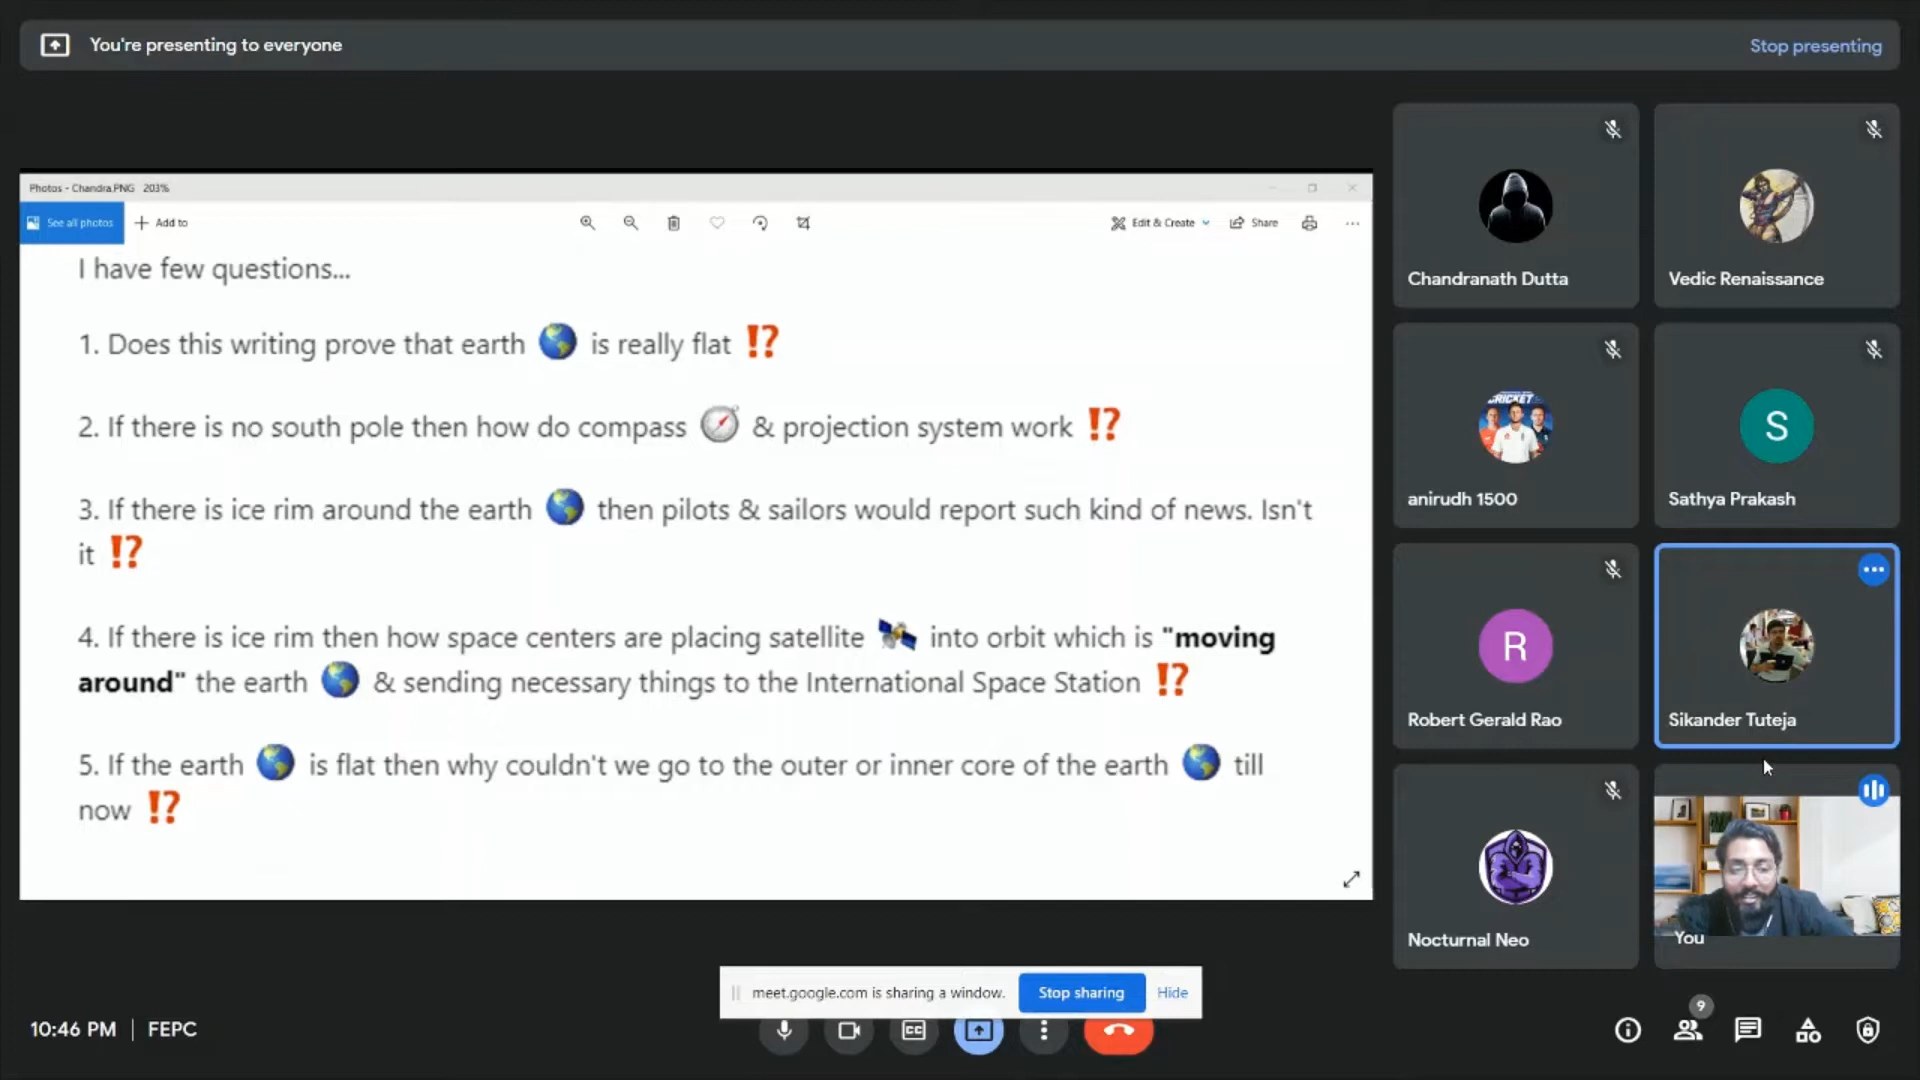 You're presenting to everyone
Stop presenting
Photos - Chandra.PNG 203%
See all photos
Add to
Edit & Create
Share
I have few questions...
1. Does this writing prove that earth 🌎 is really flat ⁉
2. If there is no south pole then how do compass 🧭 & projection system work ⁉
3. If there is ice rim around the earth 🌎 then pilots & sailors would report such kind of news. Isn't
it ⁉
4. If there is ice rim then how space centers are placing satellite 🛰 into orbit which is "moving
around" the earth 🌎 & sending necessary things to the International Space Station ⁉
5. If the earth 🌎 is flat then why couldn't we go to the outer or inner core of the earth 🌎 till
now ⁉
Chandranath Dutta
Vedic Renaissance
CRICKET
anirudh 1500
S
Sathya Prakash
R
Robert Gerald Rao
Sikander Tuteja
Nocturnal Neo
You
meet.google.com is sharing a window.
Stop sharing
Hide
10:46 PM | FEPC
CC
9